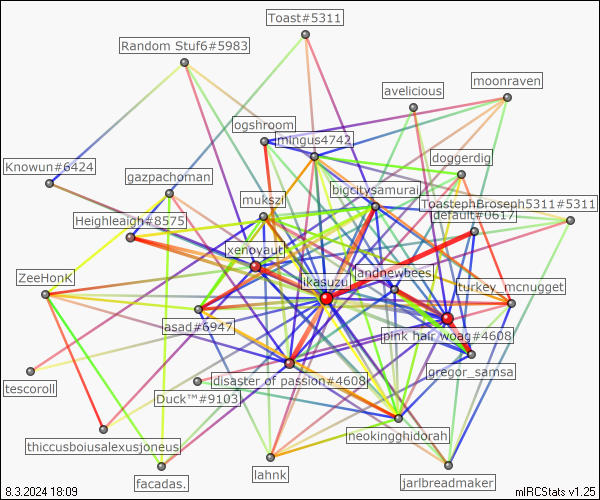 Toast#5311
Random Stuf6#5983
moonraven
avelicious
ogshroom
mingus4742
doggerdig
Knowun#6424
gazpachoman
bigcitysamurai
mukszi
ToastephBroseph5311#5311
Heighleaigh#8575
default#0617
xenoyaut
andnewbees
ZeeHonK
ikasuzu
turkey_mcnugget
asad#6947
pink hair woag#4608
gregor_samsa
disaster of passion#4608
tescoroll
Duck™#9103
neokingghidorah
thiccusboiusalexusjoneus
facadas.
lahnk
jarlbreadmaker
8.3.2024 18:09
mIRCStats v1.25